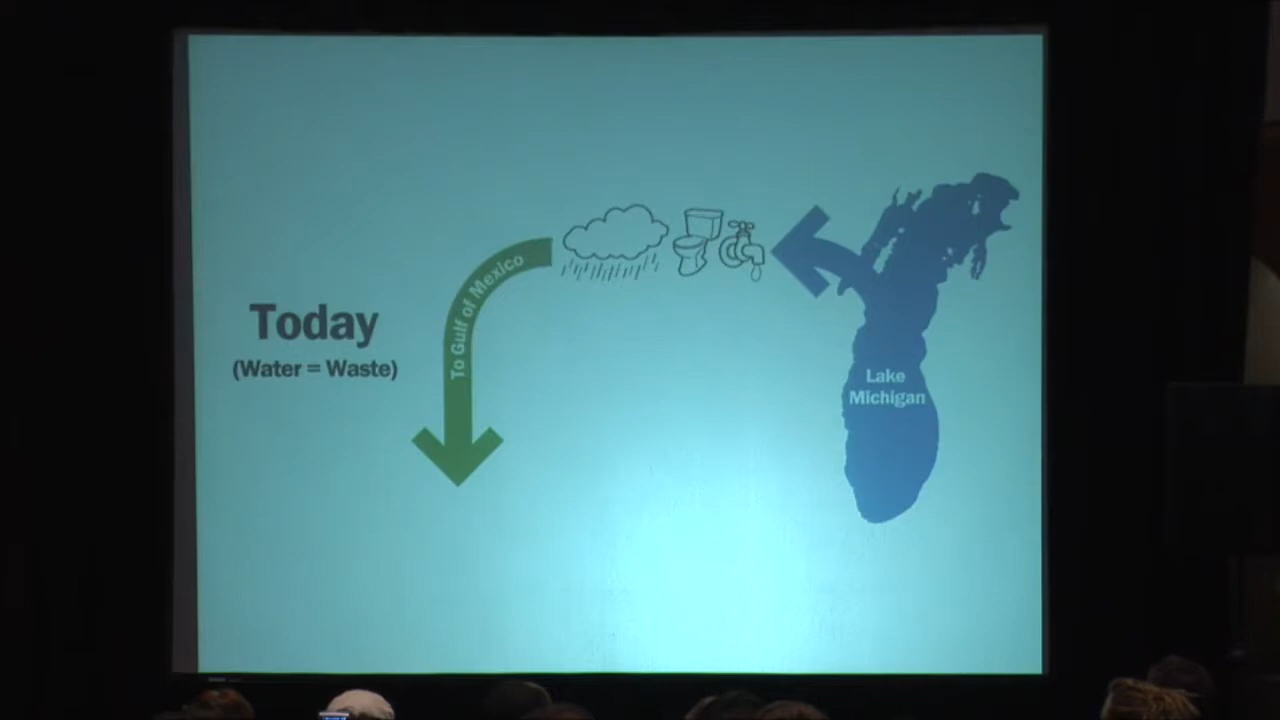 Today
(Water = Waste)
To Gulf of Mexico
Lake
Michigan